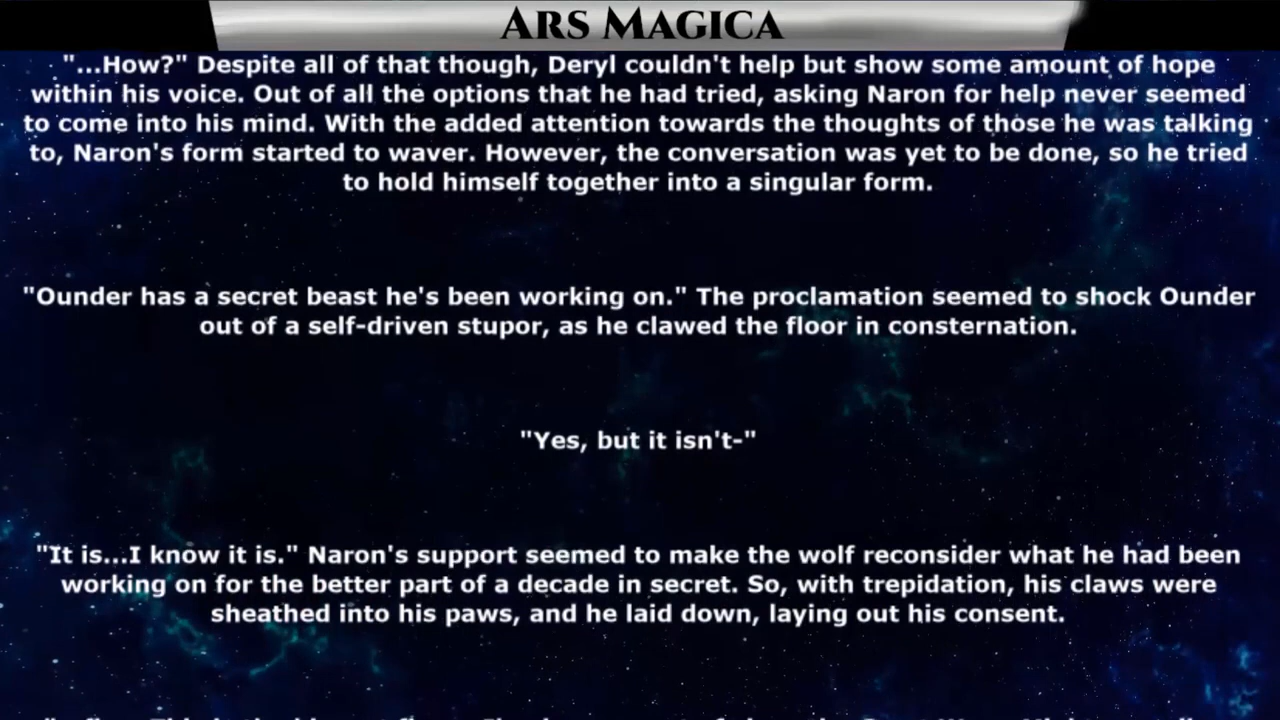 ARS MAGICA
"...How?" Despite all of that though, Deryl couldn't help but show some amount of hope
within his voice. Out of all the options that he had tried, asking Naron for help never seemed
to come into his mind. With the added attention towards the thoughts of those he was talking
to, Naron's form started to waver. However, the conversation was yet to be done, so he tried
to hold himself together into a singular form.
"Ounder has a secret beast he's been working on." The proclamation seemed to shock Ounder
out of a self-driven stupor, as he clawed the floor in consternation.
"Yes, but it isn't-"
"It is...I know it is." Naron's support seemed to make the wolf reconsider what he had been
working on for the better part of a decade in secret. So, with trepidation, his claws were
sheathed into his paws, and he laid down, laying out his consent.